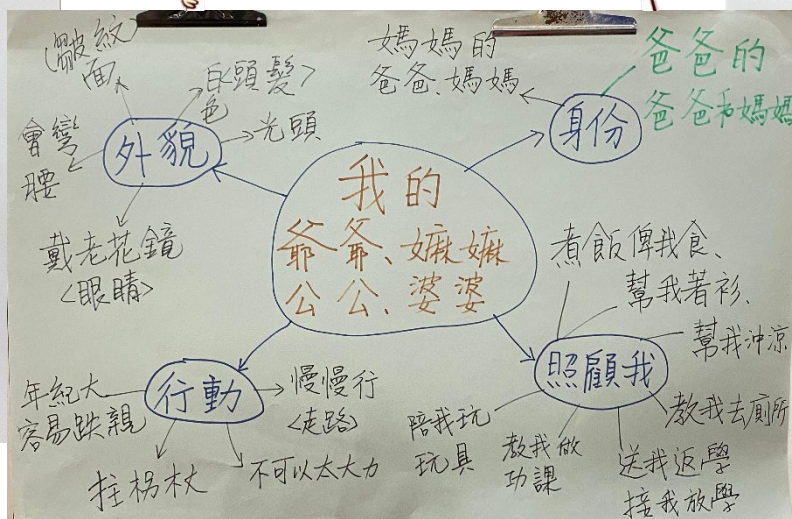 我的
爺爺、嫲嫲
公公、婆婆
外貌
(皺紋
面
白頭髮>
色
光頭
會彎
腰
戴老花鏡
<眼睛>
身份
媽媽的
爸爸、媽媽
爸爸的
爸爸和媽媽
行動
年紀大
容易跌親
慢慢行
<走路>
拄枴杖
不可以太大力
照顧我
煮飯俾我食、
幫我著衫、
幫我沖涼
教我去廁所
送我返學
接我放學
教我做
功課
陪我玩
玩具